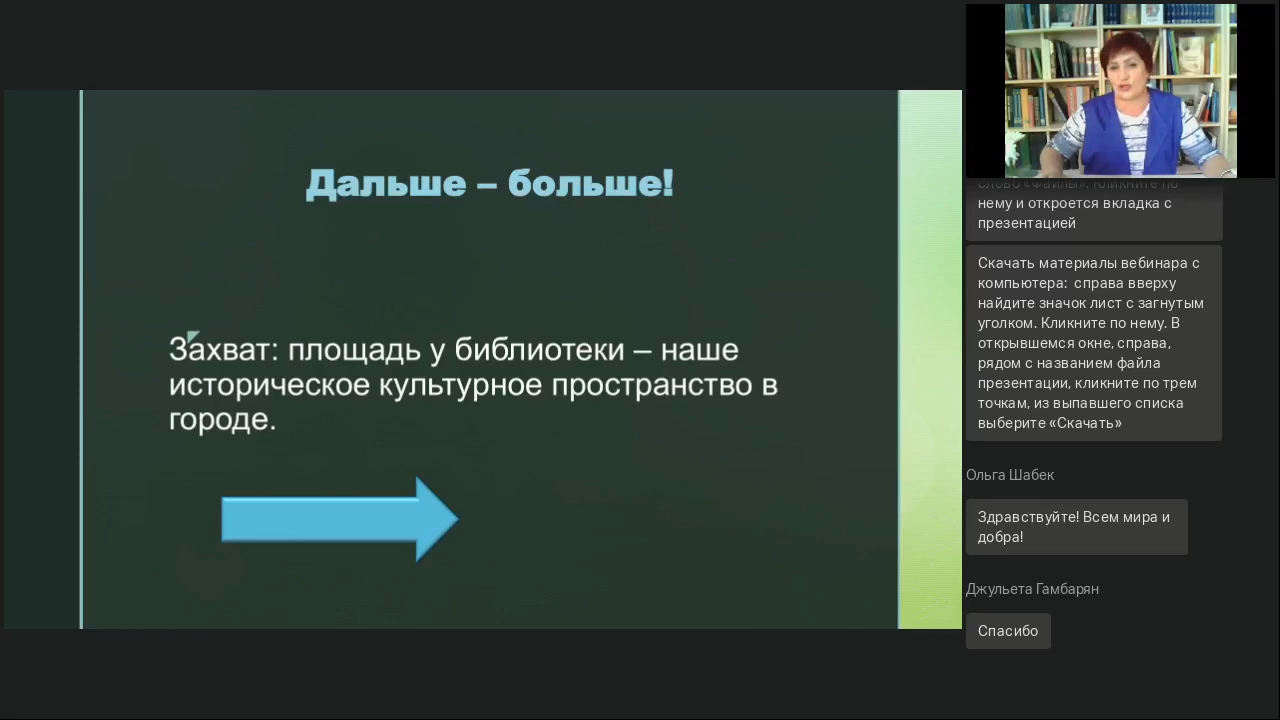 Дальше – больше!
Захват: площадь у библиотеки – наше
историческое культурное пространство в
городе.
слово «Файлы». Кликните по
нему и откроется вкладка с
презентацией
Скачать материалы вебинара с
компьютера: справа вверху
найдите значок лист с загнутым
уголком. Кликните по нему. В
открывшемся окне, справа,
рядом с названием файла
презентации, кликните по трем
точкам, из выпавшего списка
выберите «Скачать»
Ольга Шабек
Здравствуйте! Всем мира и
добра!
Джульета Гамбарян
Спасибо